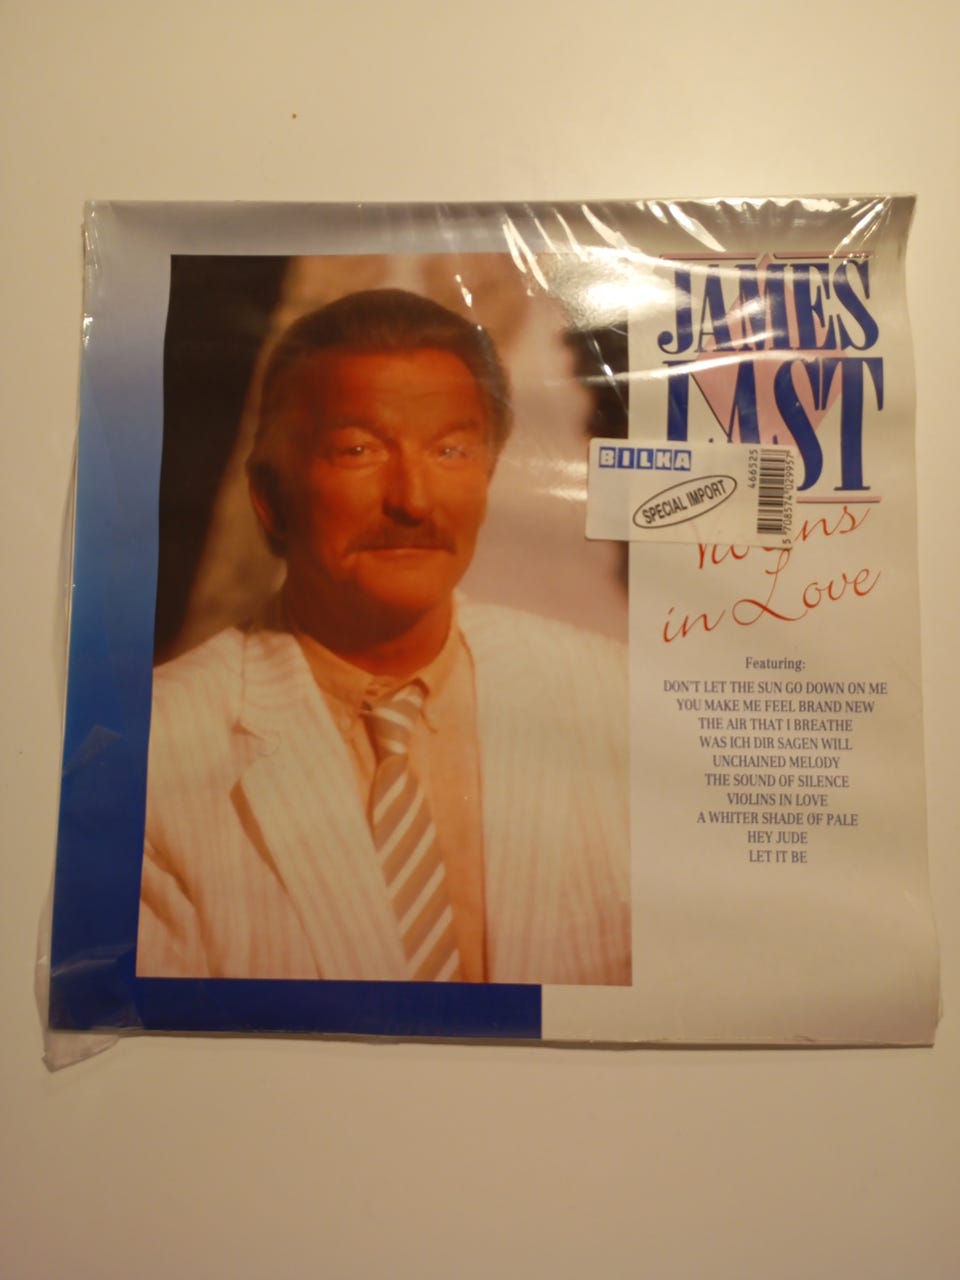 JAMES
LAST
BILKA
SPECIAL IMPORT
466525
5 708574 029957
in Love
Featuring:
DON'T LET THE SUN GO DOWN ON ME
YOU MAKE ME FEEL BRAND NEW
THE AIR THAT I BREATHE
WAS ICH DIR SAGEN WILL
UNCHAINED MELODY
THE SOUND OF SILENCE
VIOLINS IN LOVE
A WHITER SHADE OF PALE
HEY JUDE
LET IT BE